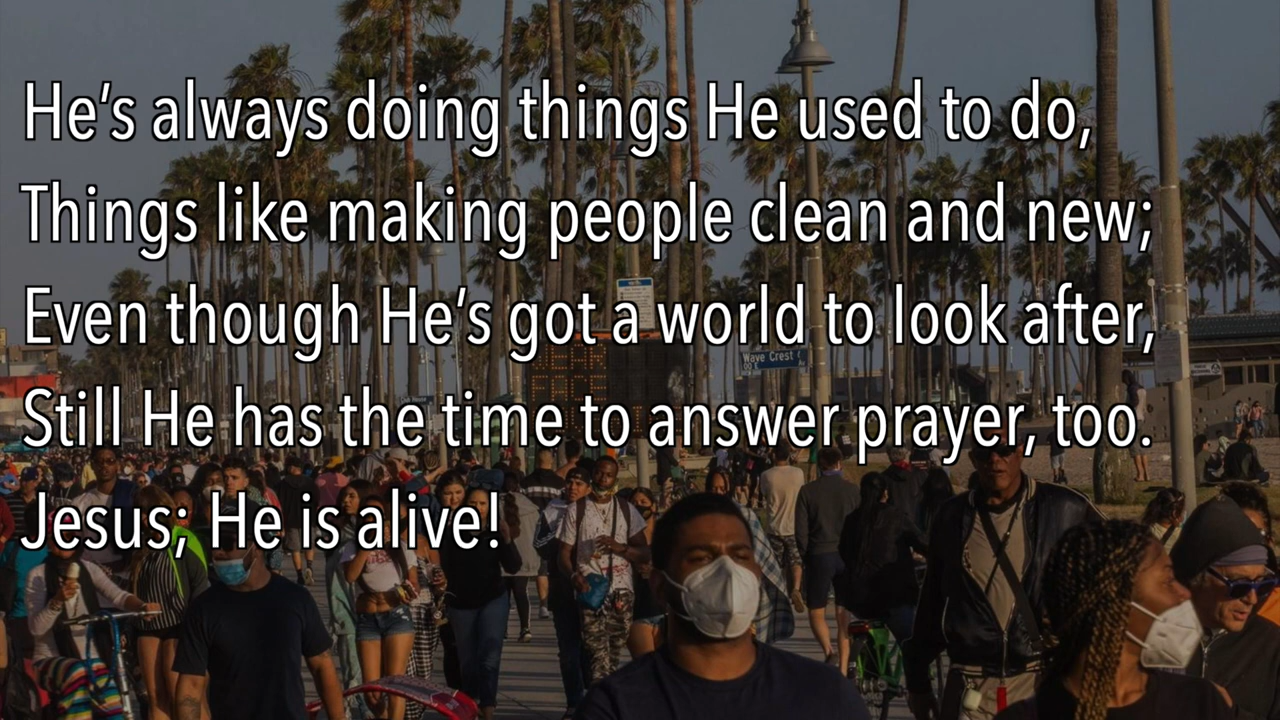 He’s always doing things He used to do,
Things like making people clean and new;
Even though He’s got a world to look after,
Still He has the time to answer prayer, too.
Jesus; He is alive!
Wave Crest